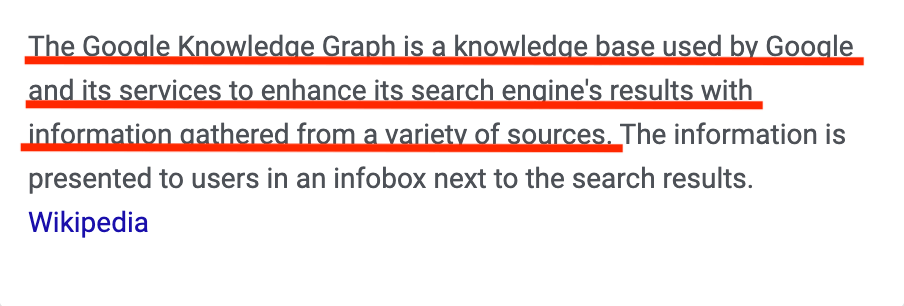 The Google Knowledge Graph is a knowledge base used by Google
and its services to enhance its search engine's results with
information gathered from a variety of sources. The information is
presented to users in an infobox next to the search results.
Wikipedia